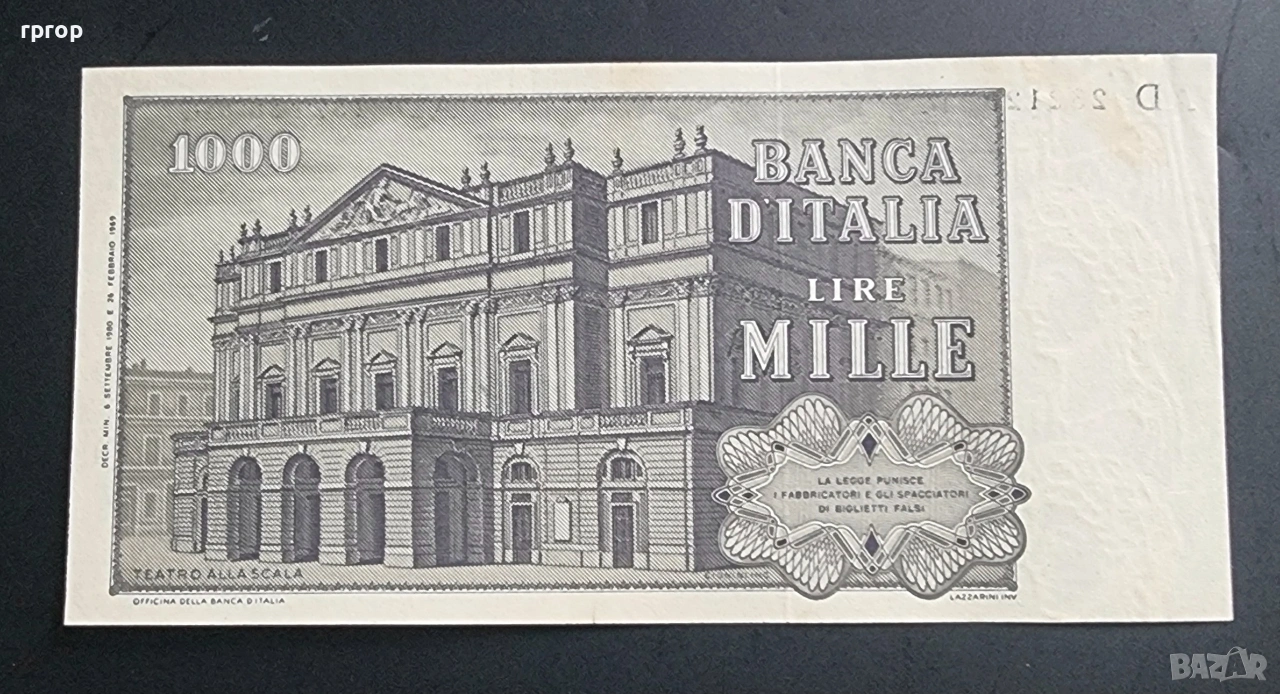 rprop
1000
BANCA
D'ITALIA
LIRE
MILLE
DECR. MIN. 6 SETTEMBRE 1980 E 26 FEBBRAIO 1969
LA LEGGE PUNISCE
I FABBRICATORI E GLI SPACCIATORI
DI BIGLIETTI FALSI
TEATRO ALLA SCALA
OFFICINA DELLA BANCA D'ITALIA
LAZZARINI INV.
BAZAR